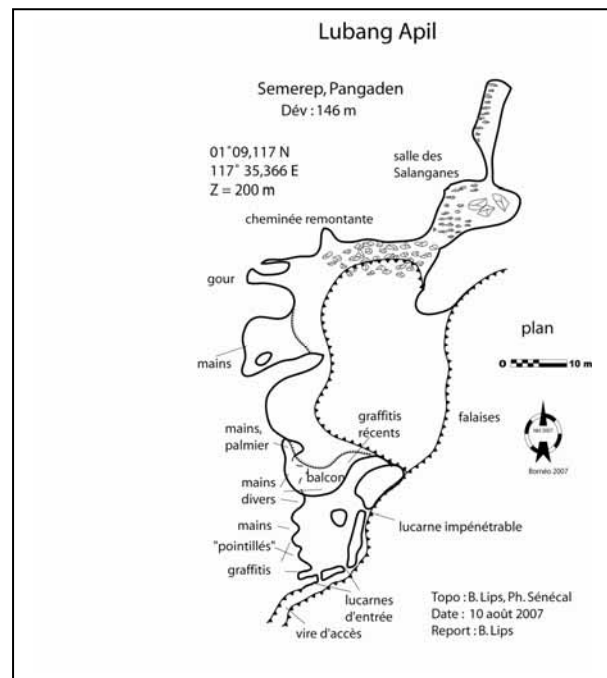 Lubang Apil
Semerep, Pangaden
Dév : 146 m
01°09,117 N
117° 35,366 E
Z = 200 m
salle des
Salanganes
cheminée remontante
gour
plan
mains
0 10 m
falaises
mains,
palmier
graffitis
récents
Bornéo 2007
balcon
mains
divers
lucarne impénétrable
mains
"pointillés"
graffitis
lucarnes
d'entrée
vire d'accès
Topo : B. Lips, Ph. Sénécal
Date : 10 août 2007
Report : B. Lips